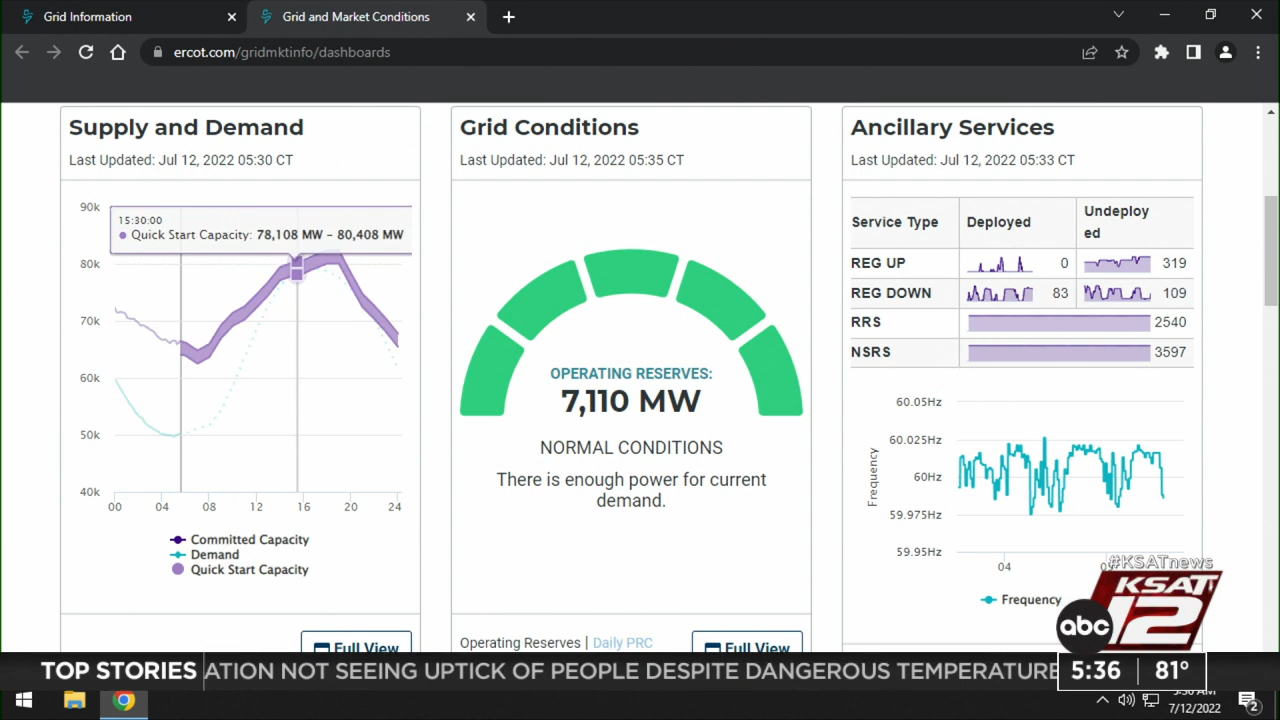 Grid Information
Grid and Market Conditions
ercot.com/gridmktinfo/dashboards
Supply and Demand
Last Updated: Jul 12, 2022 05:30 CT
90k
80k
70k
60k
50k
40k
15:30:00
Quick Start Capacity: 78,108 MW – 80,408 MW
00 04 08 12 16 20 24
Committed Capacity
Demand
Quick Start Capacity
Full View
Grid Conditions
Last Updated: Jul 12, 2022 05:35 CT
OPERATING RESERVES:
7,110 MW
NORMAL CONDITIONS
There is enough power for current
demand.
Operating Reserves | Daily PRC
Full View
Ancillary Services
Last Updated: Jul 12, 2022 05:33 CT
Service Type Deployed Undeploy
ed
REG UP 0 319
REG DOWN 83 109
RRS 2540
NSRS 3597
60.05Hz
60.025Hz
60Hz
59.975Hz
59.95Hz
Frequency
04
Frequency
#KSATnews
KSAT
abc 12
TOP STORIES ATION NOT SEEING UPTICK OF PEOPLE DESPITE DANGEROUS TEMPERATURE
5:36 81°
7/12/2022
2